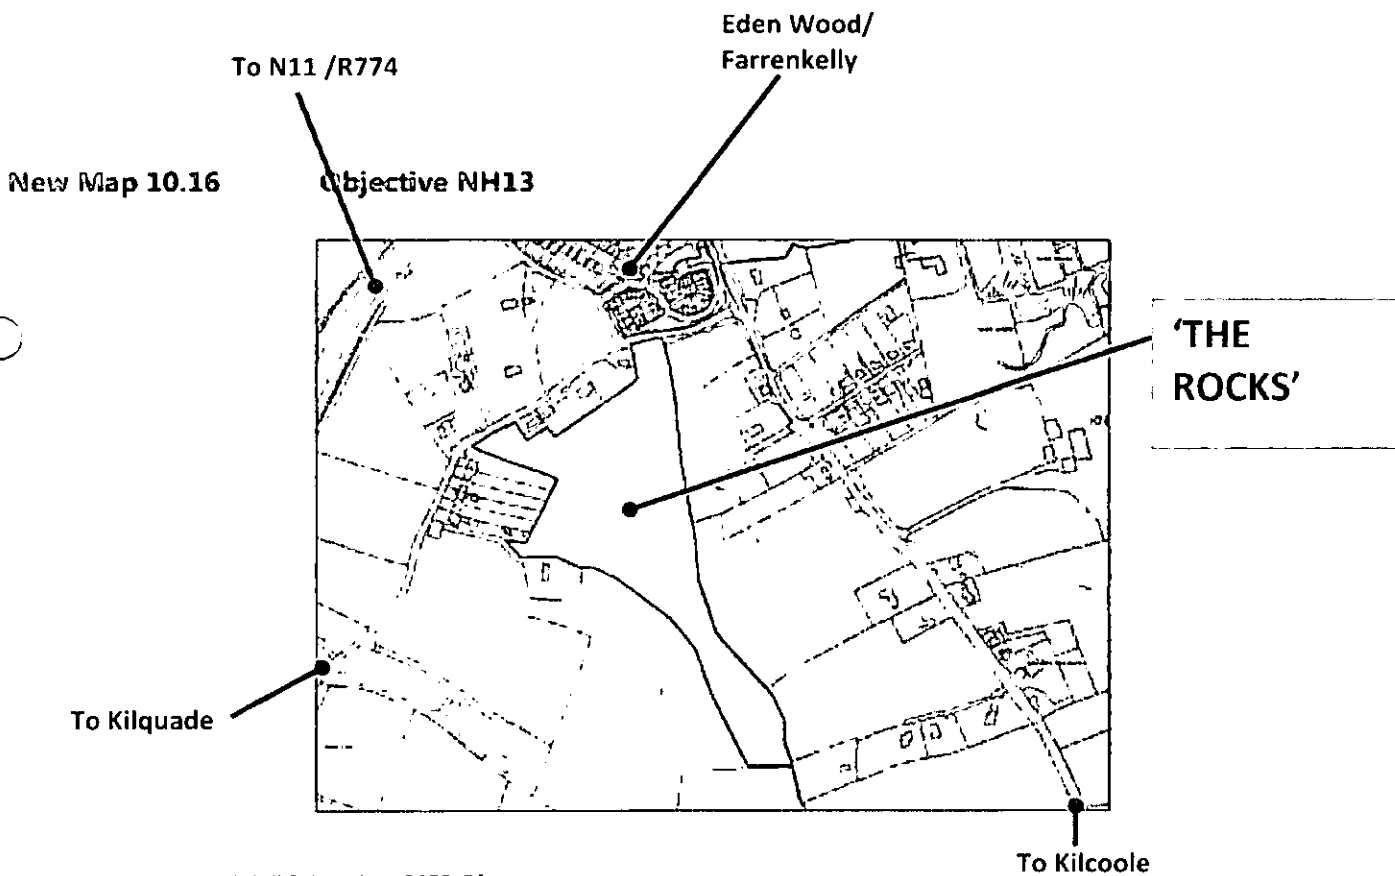 Eden Wood/
Farrenkelly
To N11 /R774
New Map 10.16 Objective NH13
'THE
ROCKS'
To Kilquade
To Kilcoole